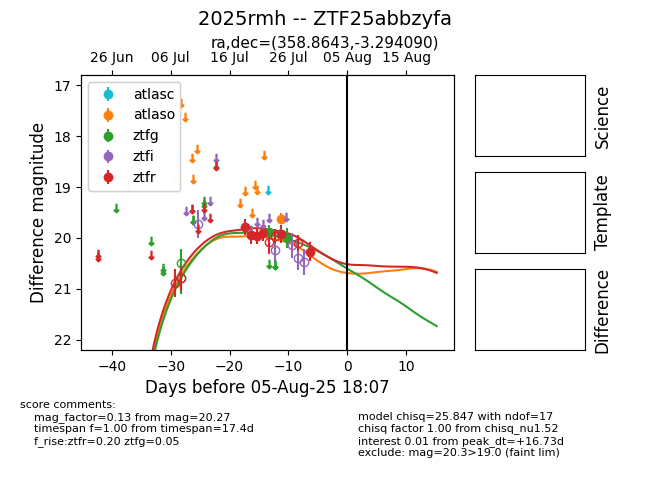 2025rmh -- ZTF25abbzyfa
ra,dec=(358.8643,-3.294090)
26 Jun 06 Jul 16 Jul 26 Jul 05 Aug 15 Aug
atlasc
atlaso
ztfg
ztfi
ztfr
17
18
19
20
21
22
Difference magnitude
−40 −30 −20 −10 0 10
Days before 05-Aug-25 18:07
Science
Template
Difference
score comments:
mag_factor=0.13 from mag=20.27
timespan f=1.00 from timespan=17.4d
f_rise:ztfr=0.20 ztfg=0.05
model chisq=25.847 with ndof=17
chisq factor 1.00 from chisq_nu1.52
interest 0.01 from peak_dt=+16.73d
exclude: mag=20.3>19.0 (faint lim)